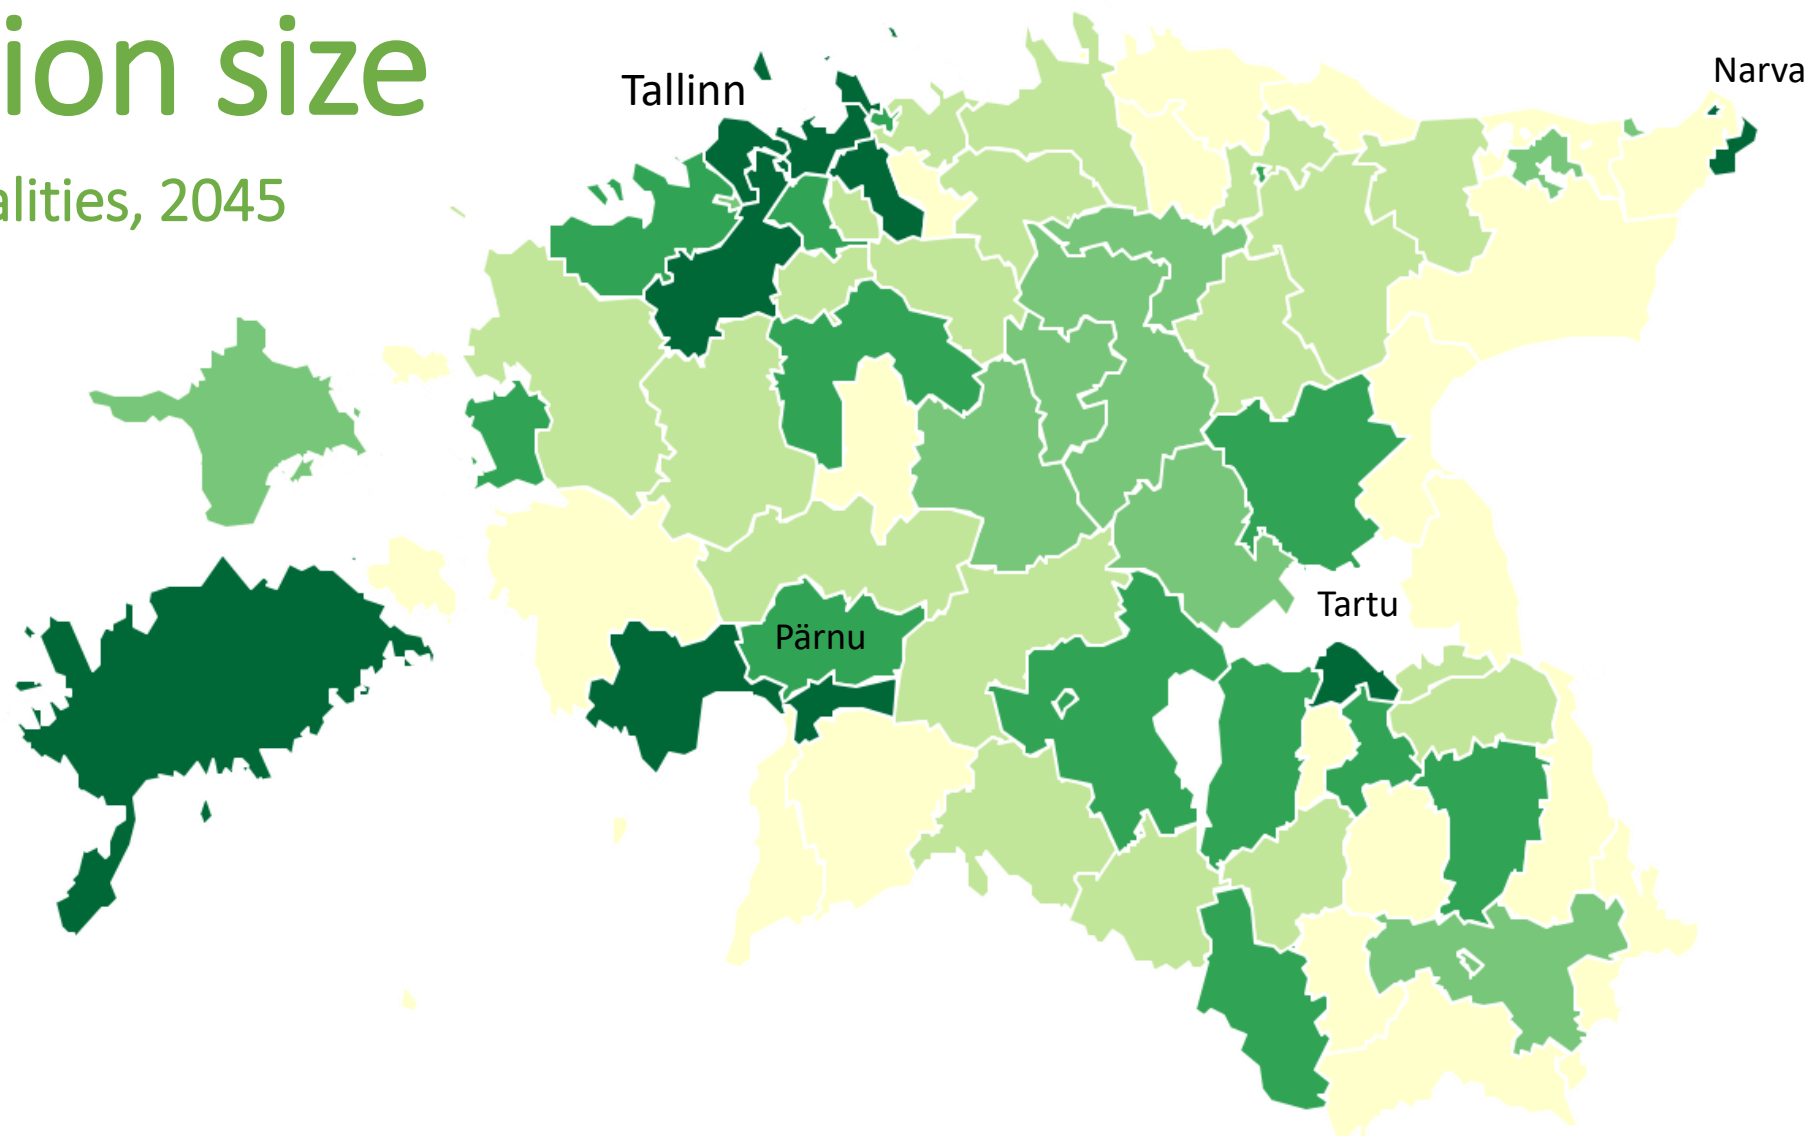 ion size
alities, 2045
Tallinn
Narva
Pärnu
Tartu